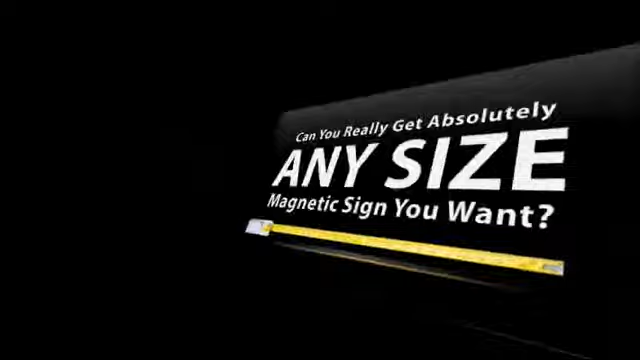 Can You Really Get Absolutely
ANY SIZE
Magnetic Sign You Want?